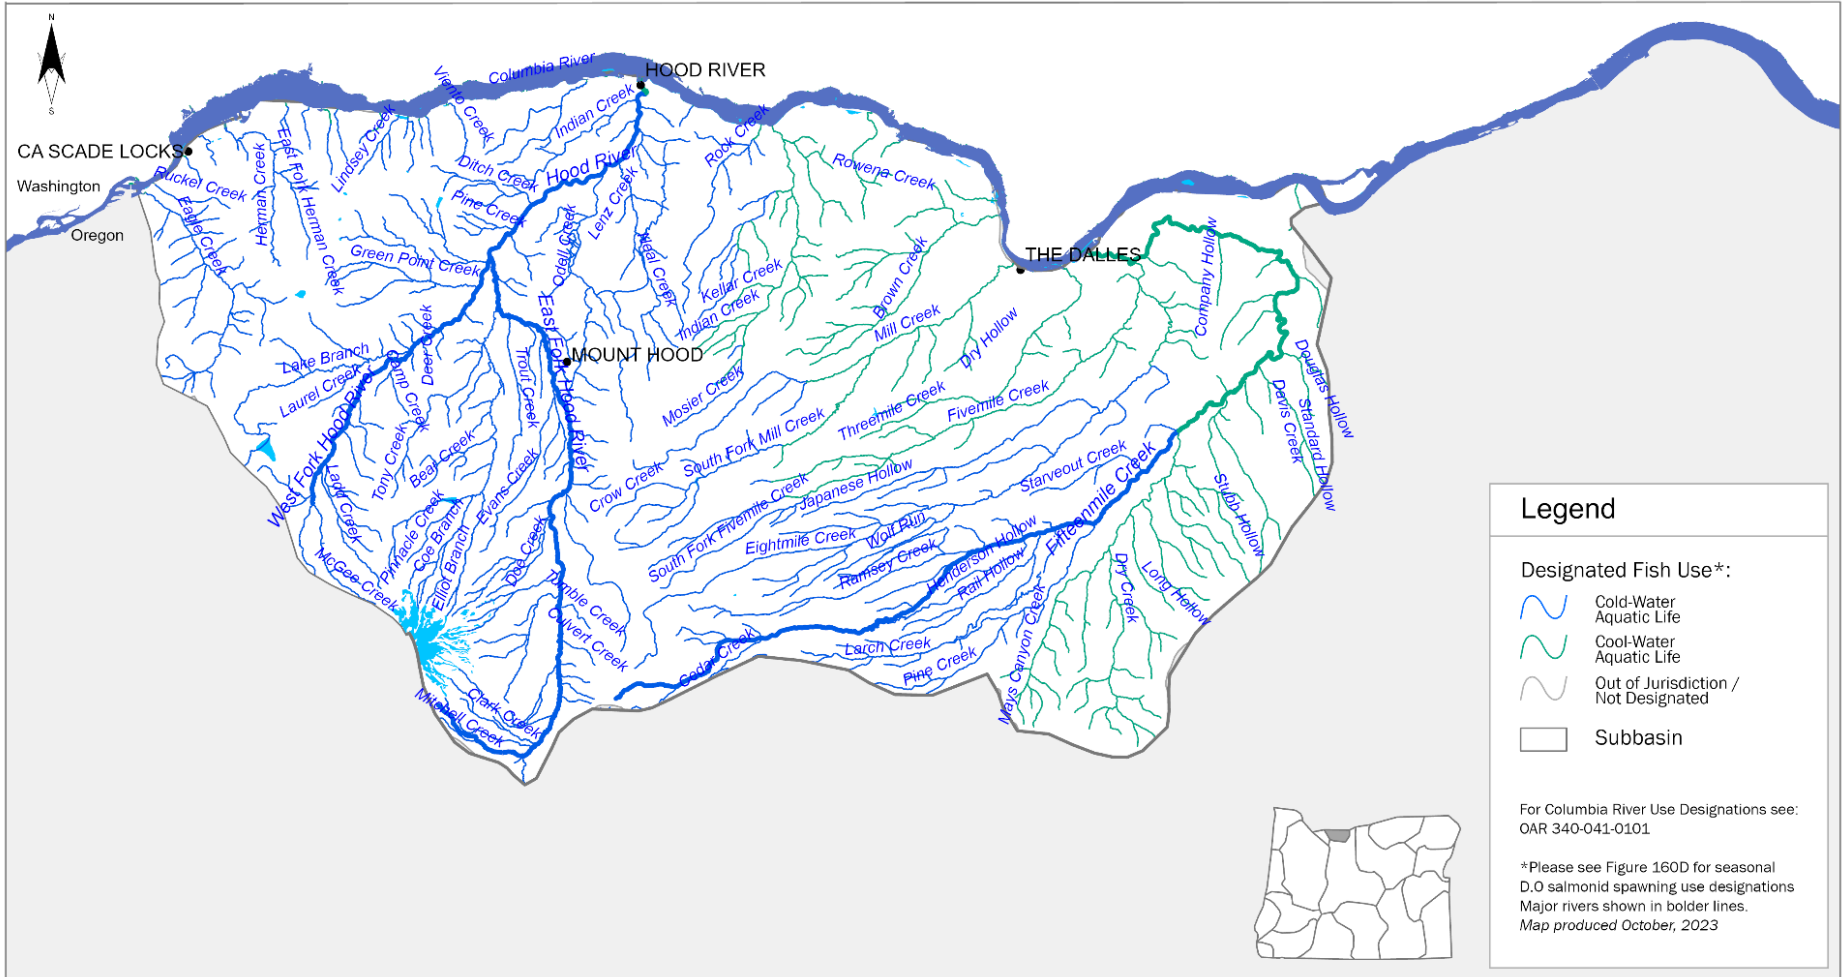 N
S
Columbia River
HOOD RIVER
Viento Creek
Indian Creek
Rock Creek
Lindsey Creek
CA SCADE LOCKS
Washington
Oregon
Ruckel Creek
Eagle Creek
Herman Creek
East Fork Herman Creek
Ditch Creek
Hood River
Pine Creek
Lenz Creek
Odell Creek
Neal Creek
Green Point Creek
Rowena Creek
Kellar Creek
Indian Creek
Brown Creek
Mill Creek
Dry Hollow
THE DALLES
Company Hollow
Lake Branch
Laurel Creek
Camp Creek
Deer Creek
Trout Creek
East Fork Hood River
MOUNT HOOD
West Fork Hood River
Ladd Creek
Tony Creek
Bear Creek
Evans Creek
Pinnacle Creek
Coe Branch
Elliot Branch
Doe Creek
McGee Creek
Tumble Creek
Culvert Creek
Clark Creek
Mitchell Creek
Mosier Creek
South Fork Mill Creek
Threemile Creek
Fivemile Creek
Crow Creek
South Fork Fivemile Creek
Japanese Hollow
Starveout Creek
Eightmile Creek
Wolf Run
Ramsey Creek
Henderson Hollow
Rail Hollow
Fifteenmile Creek
Cedar Creek
Larch Creek
Pine Creek
Mays Canyon Creek
Dry Creek
Long Hollow
Stubb Hollow
Davis Creek
Standard Hollow
Douglas Hollow
Legend
Designated Fish Use*:
Cold-Water
Aquatic Life
Cool-Water
Aquatic Life
Out of Jurisdiction /
Not Designated
Subbasin
For Columbia River Use Designations see:
OAR 340-041-0101
*Please see Figure 160D for seasonal
D.O salmonid spawning use designations
Major rivers shown in bolder lines.
Map produced October, 2023